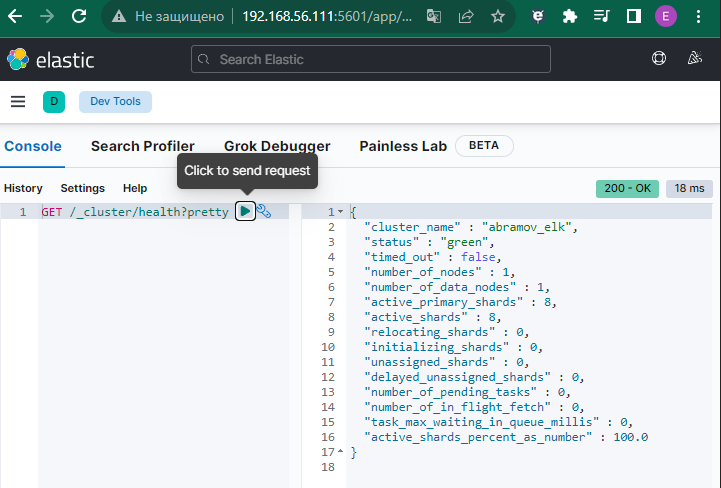 Не защищено 192.168.56.111:5601/app/...
E
elastic Search Elastic
D Dev Tools
Console Search Profiler Grok Debugger Painless Lab BETA
Click to send request
History Settings Help 200 - OK 18 ms
1 GET /_cluster/health?pretty
1 {
2 "cluster_name" : "abramov_elk",
3 "status" : "green",
4 "timed_out" : false,
5 "number_of_nodes" : 1,
6 "number_of_data_nodes" : 1,
7 "active_primary_shards" : 8,
8 "active_shards" : 8,
9 "relocating_shards" : 0,
10 "initializing_shards" : 0,
11 "unassigned_shards" : 0,
12 "delayed_unassigned_shards" : 0,
13 "number_of_pending_tasks" : 0,
14 "number_of_in_flight_fetch" : 0,
15 "task_max_waiting_in_queue_millis" : 0,
16 "active_shards_percent_as_number" : 100.0
17 }
18